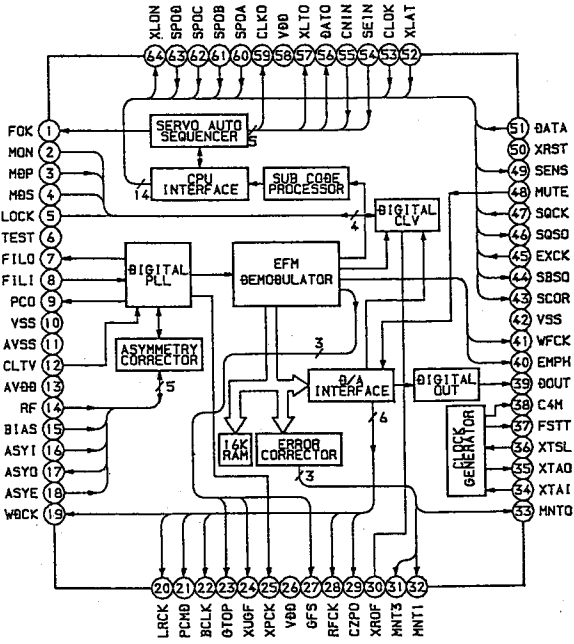 XLON SPOD SPOC SPOB SPOA CLKO VDD XLTO DATO CNIN SEIN CLOK XLAT
64 63 62 61 60 59 58 57 56 55 54 53 52
FOK 1
MON 2
MDP 3
MDS 4
LOCK 5
TEST 6
FILO 7
FILI 8
PCO 9
VSS 10
AVSS 11
CLTV 12
AVDD 13
RF 14
BIAS 15
ASYI 16
ASYO 17
ASYE 18
WDCK 19
SERVO AUTO
SEQUENCER
5
CPU
INTERFACE
14
SUB CODE
PROCESSOR
4
DIGITAL
CLV
DIGITAL
PLL
EFM
DEMODULATOR
ASYMMETRY
CORRECTOR
5
3
D/A
INTERFACE
6
DIGITAL
OUT
16K
RAM
ERROR
CORRECTOR
3
CLOCK
GENERATOR
51 DATA
50 XRST
49 SENS
48 MUTE
47 SQCK
46 SQSO
45 EXCK
44 SBSO
43 SCOR
42 VSS
41 WFCK
40 EMPH
39 DOUT
38 C4M
37 FSTT
36 XTSL
35 XTAO
34 XTAI
33 MNTO
20 21 22 23 24 25 26 27 28 29 30 31 32
LRCK PCMD BCLK GTOP XUGF XPCK VDD GFS RFCK C2PO XROF MNT3 MNT1